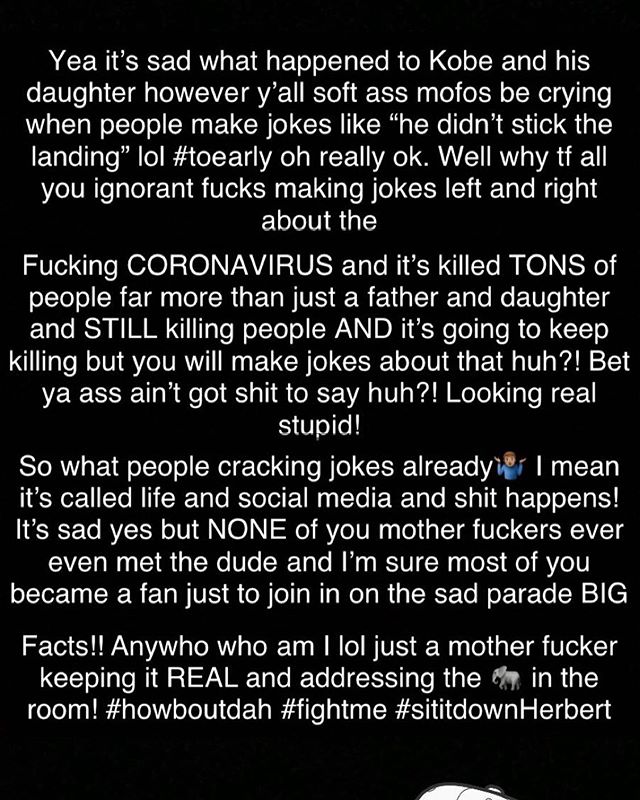 Yea it’s sad what happened to Kobe and his
daughter however y’all soft ass mofos be crying
when people make jokes like “he didn’t stick the
landing” lol #toearly oh really ok. Well why tf all
you ignorant fucks making jokes left and right
about the
Fucking CORONAVIRUS and it’s killed TONS of
people far more than just a father and daughter
and STILL killing people AND it’s going to keep
killing but you will make jokes about that huh?! Bet
ya ass ain’t got shit to say huh?! Looking real
stupid!
So what people cracking jokes already🤷🏽‍♂️ I mean
it’s called life and social media and shit happens!
It’s sad yes but NONE of you mother fuckers ever
even met the dude and I’m sure most of you
became a fan just to join in on the sad parade BIG
Facts!! Anywho who am I lol just a mother fucker
keeping it REAL and addressing the 🐘 in the
room! #howboutdah #fightme #sititdownHerbert